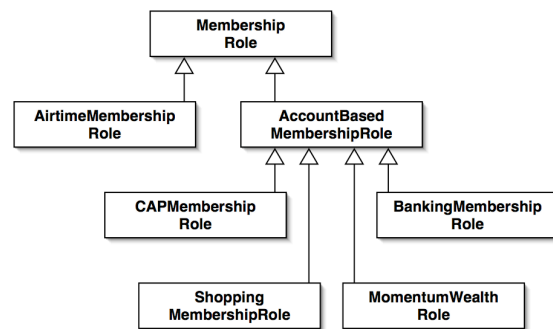 Membership
Role
AirtimeMembership
Role
AccountBased
MembershipRole
CAPMembership
Role
BankingMembership
Role
Shopping
MembershipRole
MomentumWealth
Role